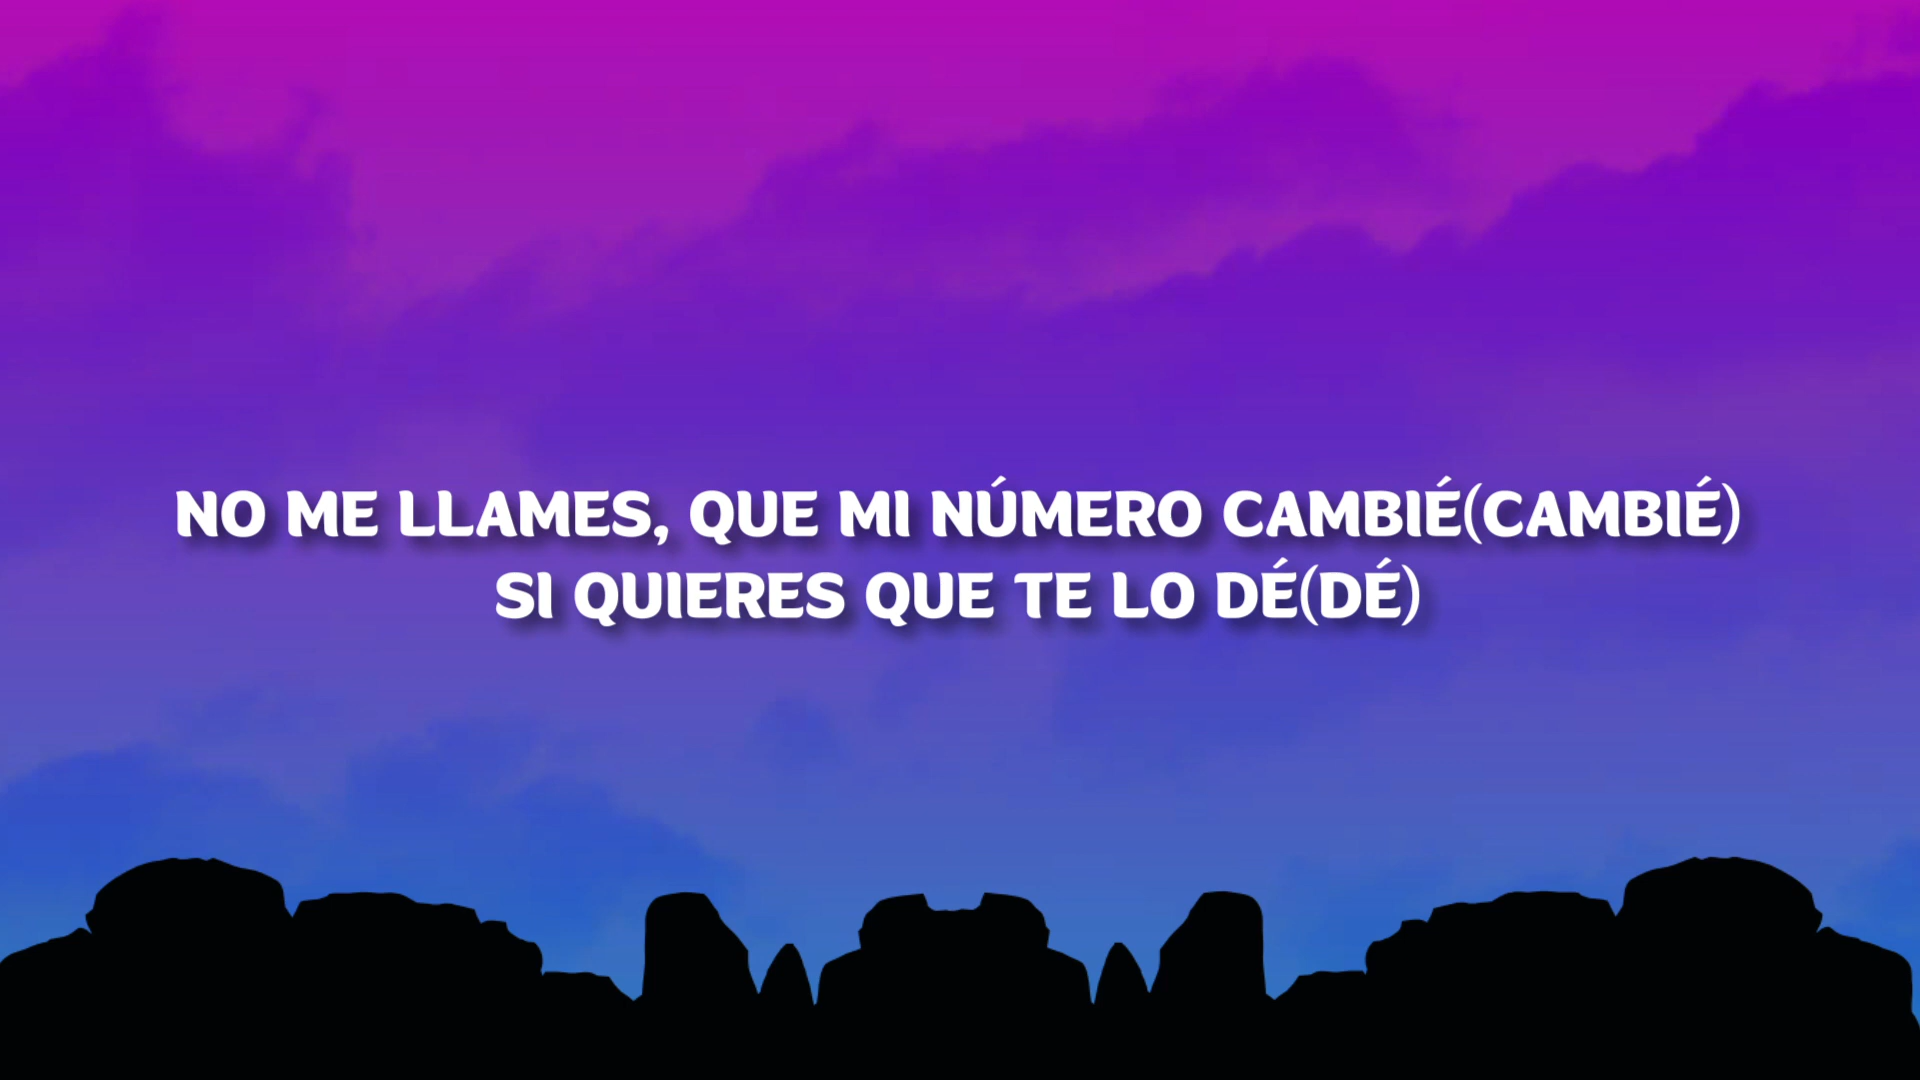 NO ME LLAMES, QUE MI NÚMERO CAMBIÉ(CAMBIÉ)
SI QUIERES QUE TE LO DÉ(DÉ)